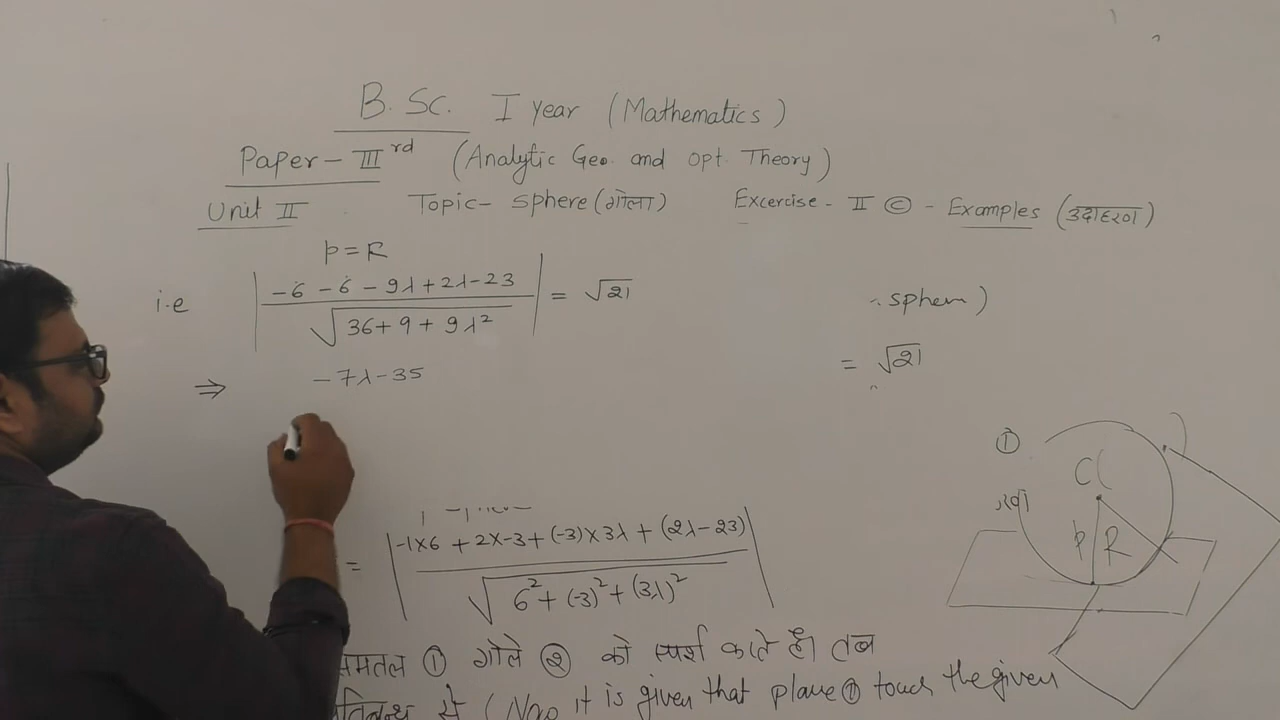 B. Sc. I year (Mathematics)
Paper - III rd (Analytic Geo. and opt. Theory)
Unit II Topic - Sphere (गोला) Excercise - II © - Examples (उदाहरण)
p = R
i.e | (-6 - 6 - 9λ + 2λ - 23) / √(36 + 9 + 9λ²) | = √21
sphere)
= √21
⇒ -7λ - 35
①
C(
p R
= | (-1×6 + 2×-3 + (-3)×3λ + (2λ-23)) / √(6² + (-3)² + (3λ)²) |
समतल ① गोले ② को स्पर्श करते है। तब
से (Now it is given that plane ① touch the given